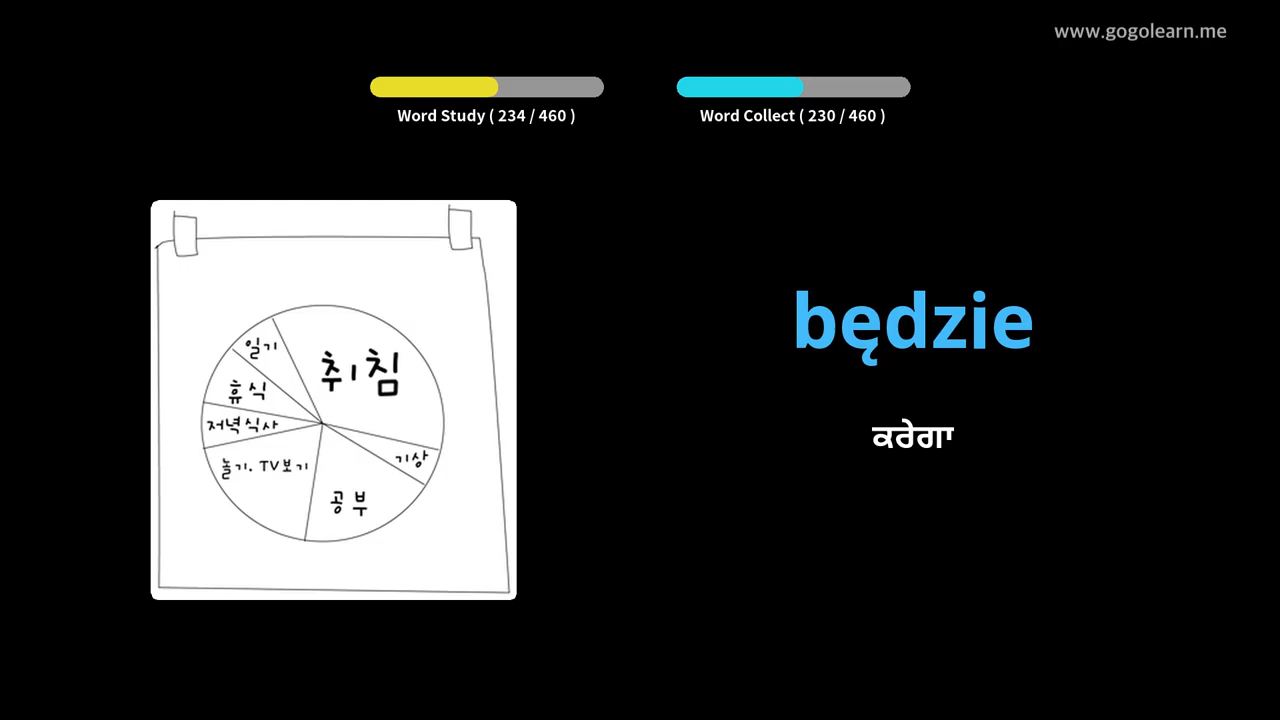 www.gogolearn.me
Word Study ( 234 / 460 )
Word Collect ( 230 / 460 )
일기
취침
휴식
저녁식사
놀기. TV보기
기상
공부
będzie
ਕਰੇਗਾ